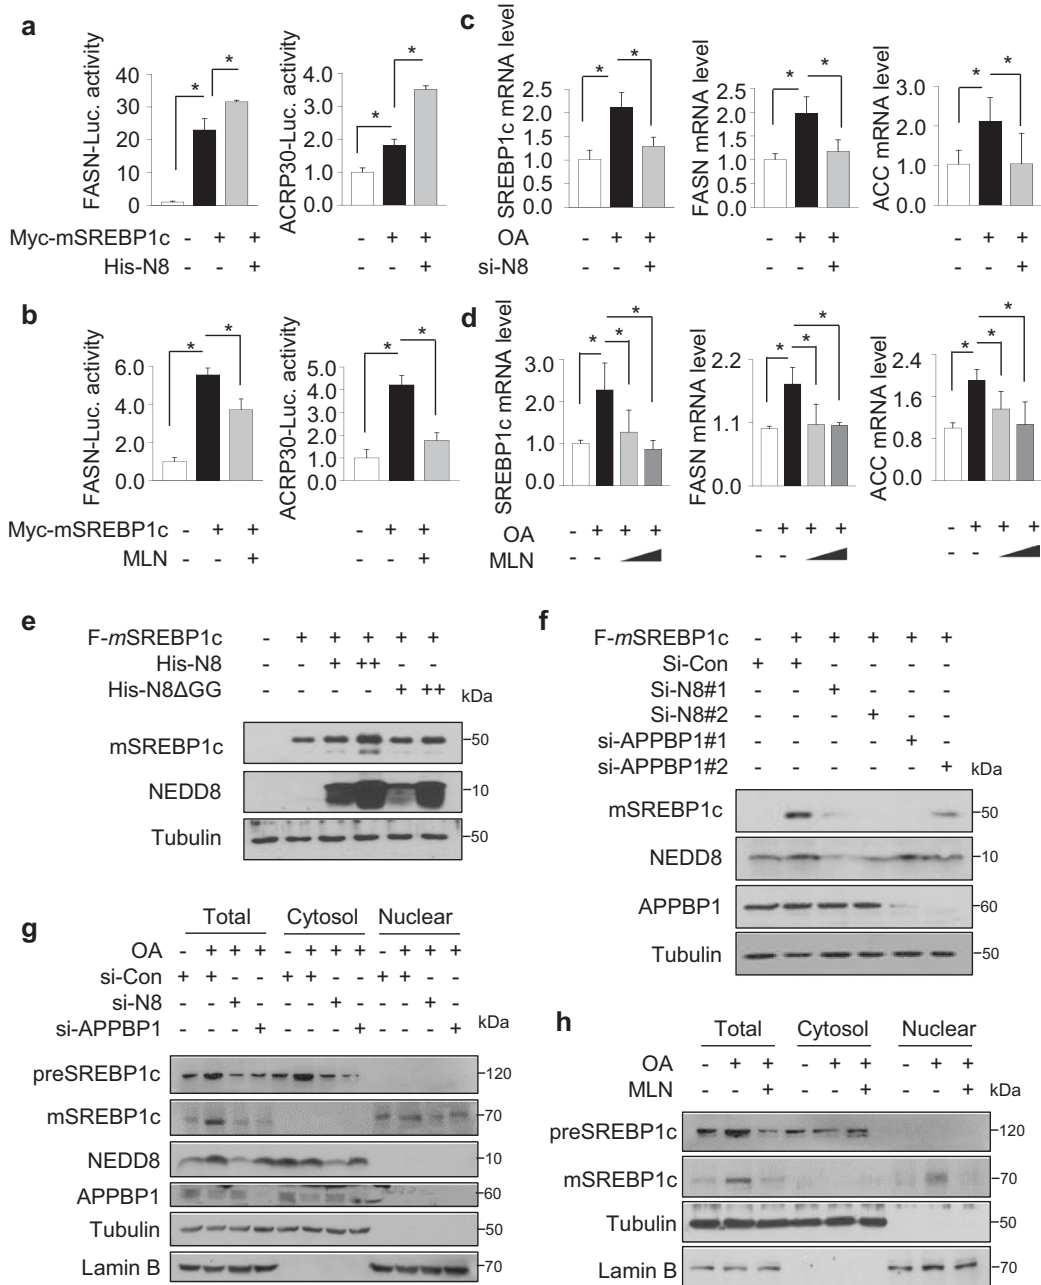 a
FASN-Luc. activity
40
30
20
10
0
*
*
ACRP30-Luc. activity
4.0
3.0
2.0
1.0
0.0
*
*
Myc-mSREBP1c - + + - + +
His-N8 - - + - - +
b
FASN-Luc. activity
6.0
4.0
2.0
0.0
*
*
ACRP30-Luc. activity
5.0
4.0
3.0
2.0
1.0
0.0
*
*
Myc-mSREBP1c - + + - + +
MLN - - + - - +
c
SREBP1c mRNA level
2.5
2.0
1.5
1.0
0.5
0.0
*
*
FASN mRNA level
2.5
2.0
1.5
1.0
0.5
0.0
*
*
ACC mRNA level
3.0
2.0
1.0
0.0
*
*
OA - + + - + + - + +
si-N8 - - + - - + - - +
d
SREBP1c mRNA level
3.0
2.0
1.0
0.0
*
*
*
FASN mRNA level
2.2
1.1
0.0
*
*
*
ACC mRNA level
2.4
1.6
0.8
0.0
*
*
*
OA - + + + - + + + - + + +
MLN - - - - - -
e
F-mSREBP1c - + + + + +
His-N8 - - + ++ - -
His-N8ΔGG - - - - + ++
kDa
mSREBP1c -50
NEDD8 -10
Tubulin -50
f
F-mSREBP1c - + + + + +
Si-Con + + - - - -
Si-N8#1 - - + - - -
Si-N8#2 - - - + - -
si-APPBP1#1 - - - - + -
si-APPBP1#2 - - - - - + kDa
mSREBP1c -50
NEDD8 -10
APPBP1 -60
Tubulin -50
g
Total Cytosol Nuclear
OA - + + + - + + + - + + +
si-Con + + - - + + - - + + - -
si-N8 - - + - - - + - - - + -
si-APPBP1 - - - + - - - + - - - + kDa
preSREBP1c -120
mSREBP1c -70
NEDD8 -10
APPBP1 -60
Tubulin -50
Lamin B -70
h
Total Cytosol Nuclear
OA - + + - + + - + +
MLN - - + - - + - - + kDa
preSREBP1c -120
mSREBP1c -70
Tubulin -50
Lamin B -70